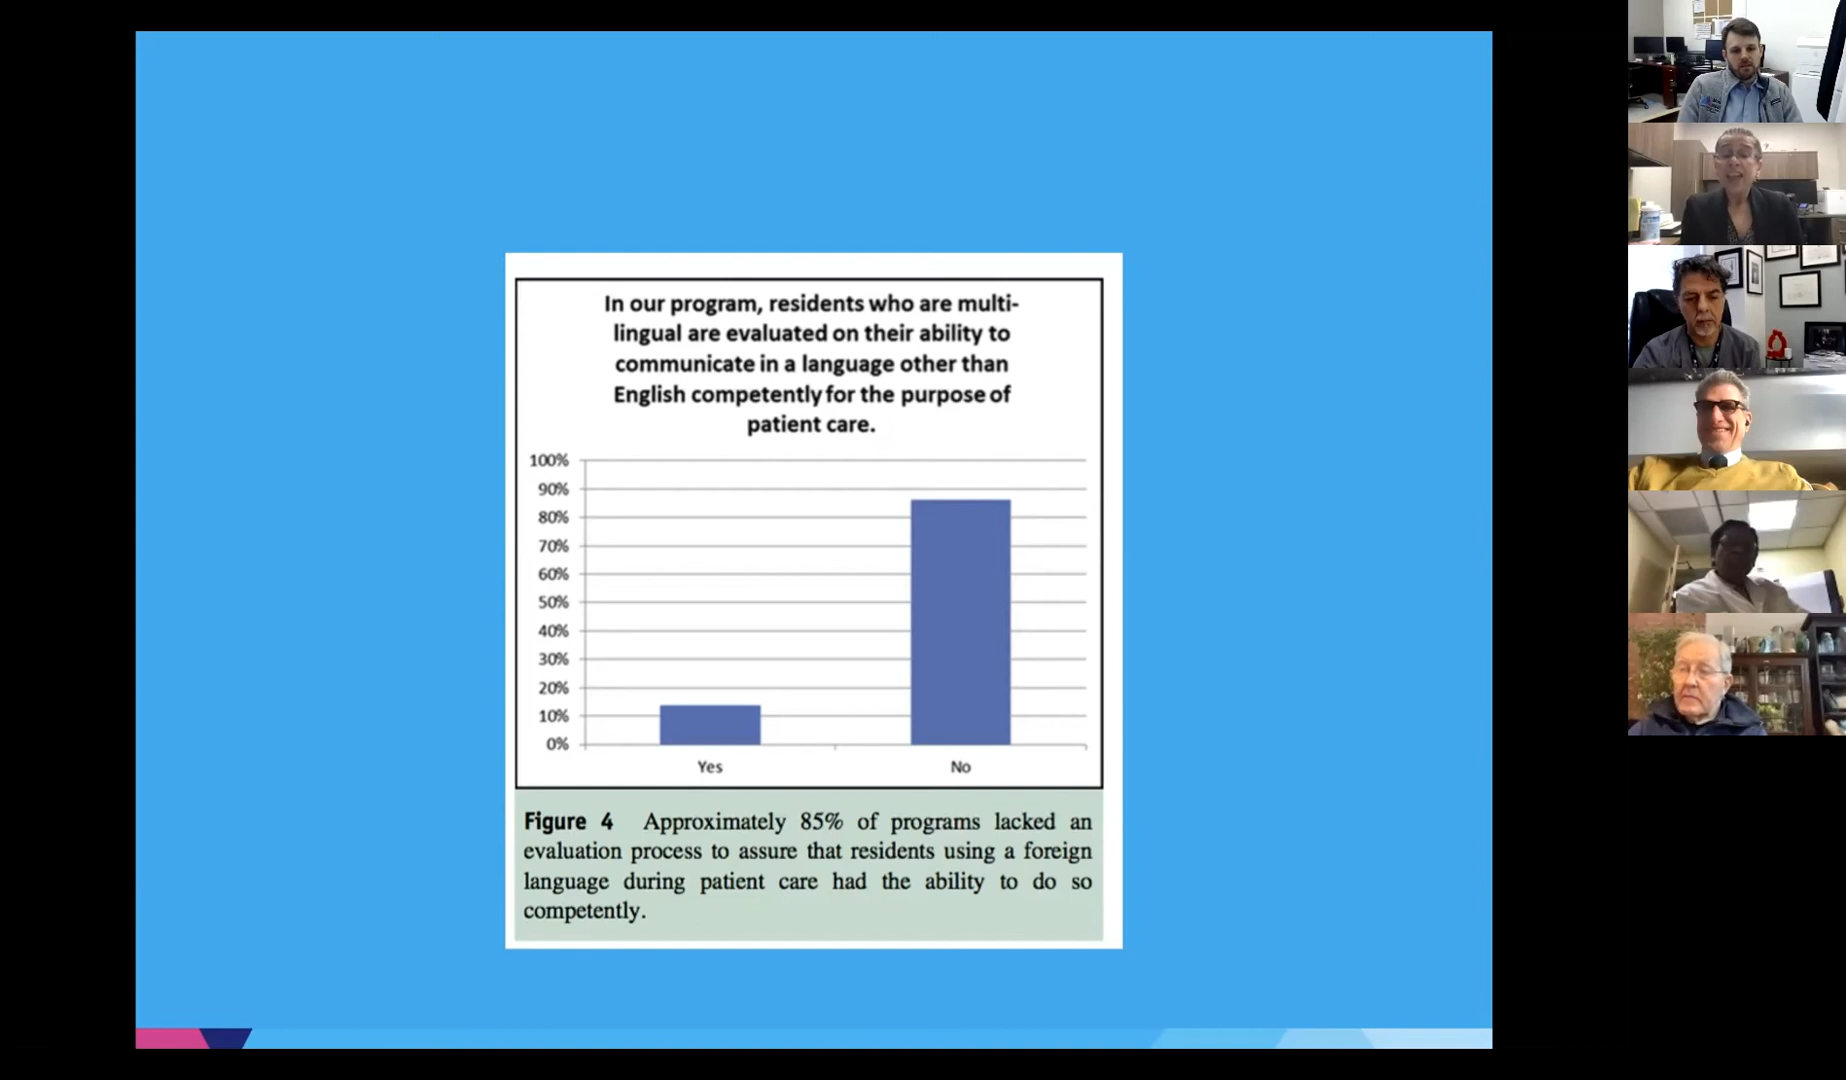 In our program, residents who are multi-
lingual are evaluated on their ability to
communicate in a language other than
English competently for the purpose of
patient care.
100%
90%
80%
70%
60%
50%
40%
30%
20%
10%
0%
Yes No
Figure 4 Approximately 85% of programs lacked an
evaluation process to assure that residents using a foreign
language during patient care had the ability to do so
competently.